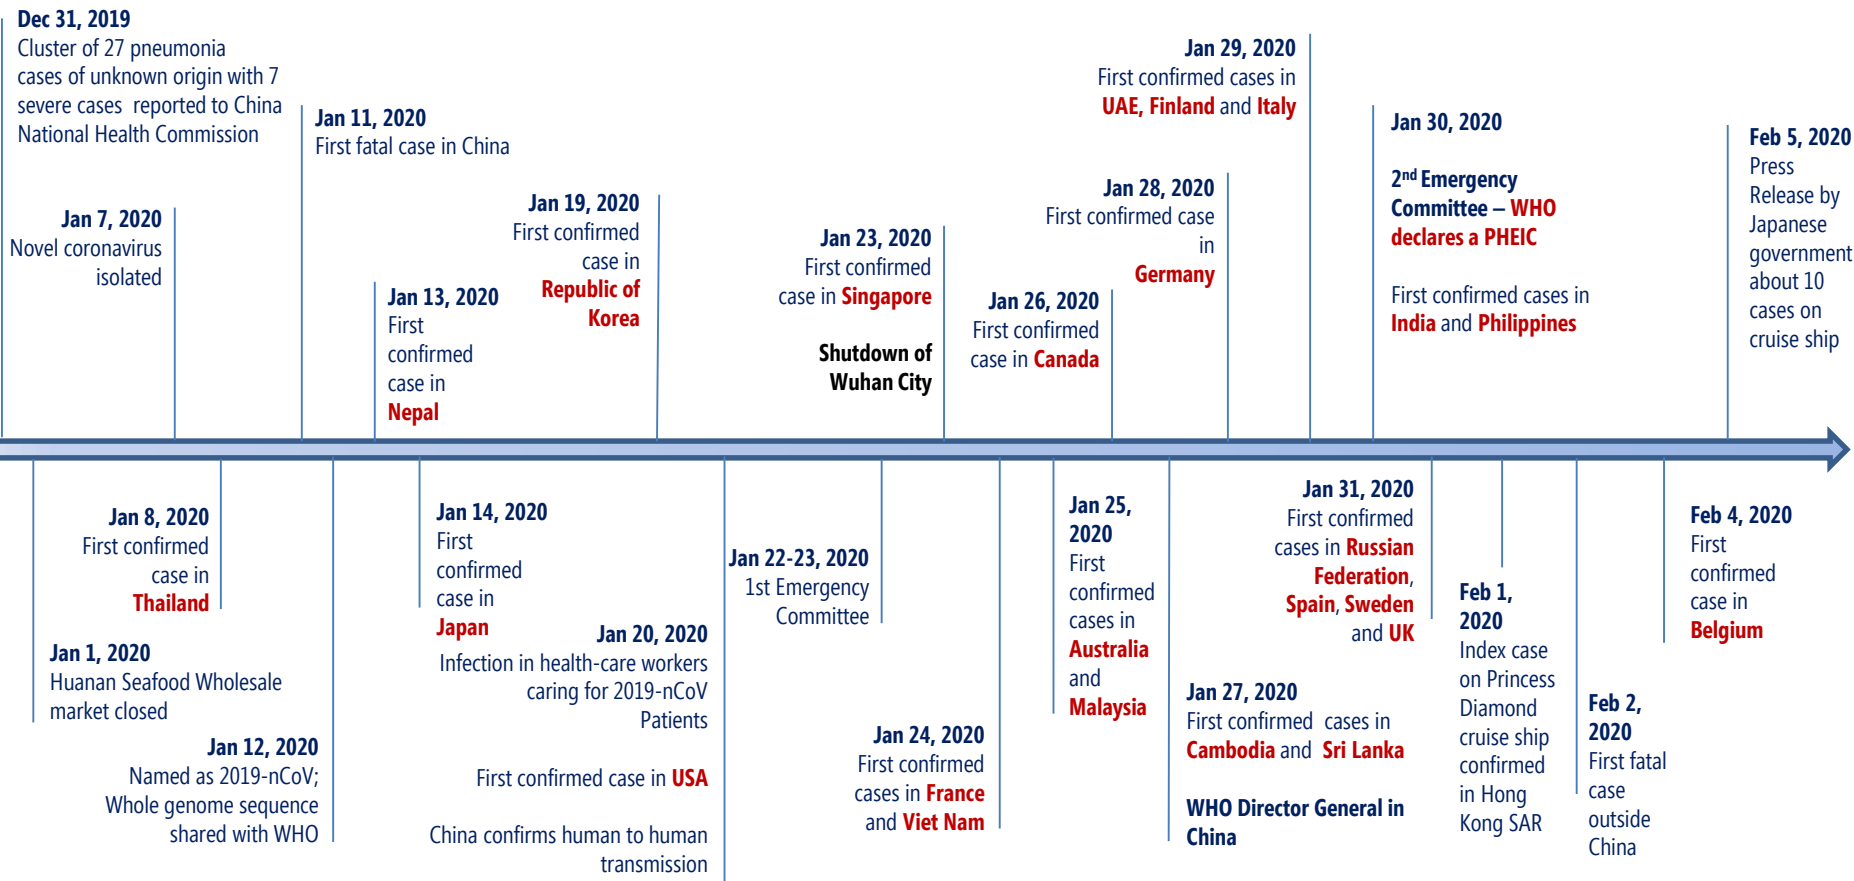 Dec 31, 2019
Cluster of 27 pneumonia
cases of unknown origin with 7
severe cases reported to China
National Health Commission
Jan 7, 2020
Novel coronavirus
isolated
Jan 11, 2020
First fatal case in China
Jan 13, 2020
First
confirmed
case in
Nepal
Jan 19, 2020
First confirmed
case in
Republic of
Korea
Jan 23, 2020
First confirmed
case in Singapore
Shutdown of
Wuhan City
Jan 26, 2020
First confirmed
case in Canada
Jan 28, 2020
First confirmed case
in
Germany
Jan 29, 2020
First confirmed cases in
UAE, Finland and Italy
Jan 30, 2020
2nd Emergency
Committee – WHO
declares a PHEIC
First confirmed cases in
India and Philippines
Feb 5, 2020
Press
Release by
Japanese
government
about 10
cases on
cruise ship
Jan 1, 2020
Huanan Seafood Wholesale
market closed
Jan 8, 2020
First confirmed
case in
Thailand
Jan 12, 2020
Named as 2019-nCoV;
Whole genome sequence
shared with WHO
Jan 14, 2020
First
confirmed
case in
Japan
Jan 20, 2020
Infection in health-care workers
caring for 2019-nCoV
Patients
First confirmed case in USA
China confirms human to human
transmission
Jan 22-23, 2020
1st Emergency
Committee
Jan 24, 2020
First confirmed
cases in France
and Viet Nam
Jan 25,
2020
First
confirmed
cases in
Australia
and
Malaysia
Jan 27, 2020
First confirmed cases in
Cambodia and Sri Lanka
WHO Director General in
China
Jan 31, 2020
First confirmed
cases in Russian
Federation,
Spain, Sweden
and UK
Feb 1,
2020
Index case
on Princess
Diamond
cruise ship
confirmed
in Hong
Kong SAR
Feb 2,
2020
First fatal
case
outside
China
Feb 4, 2020
First
confirmed
case in
Belgium